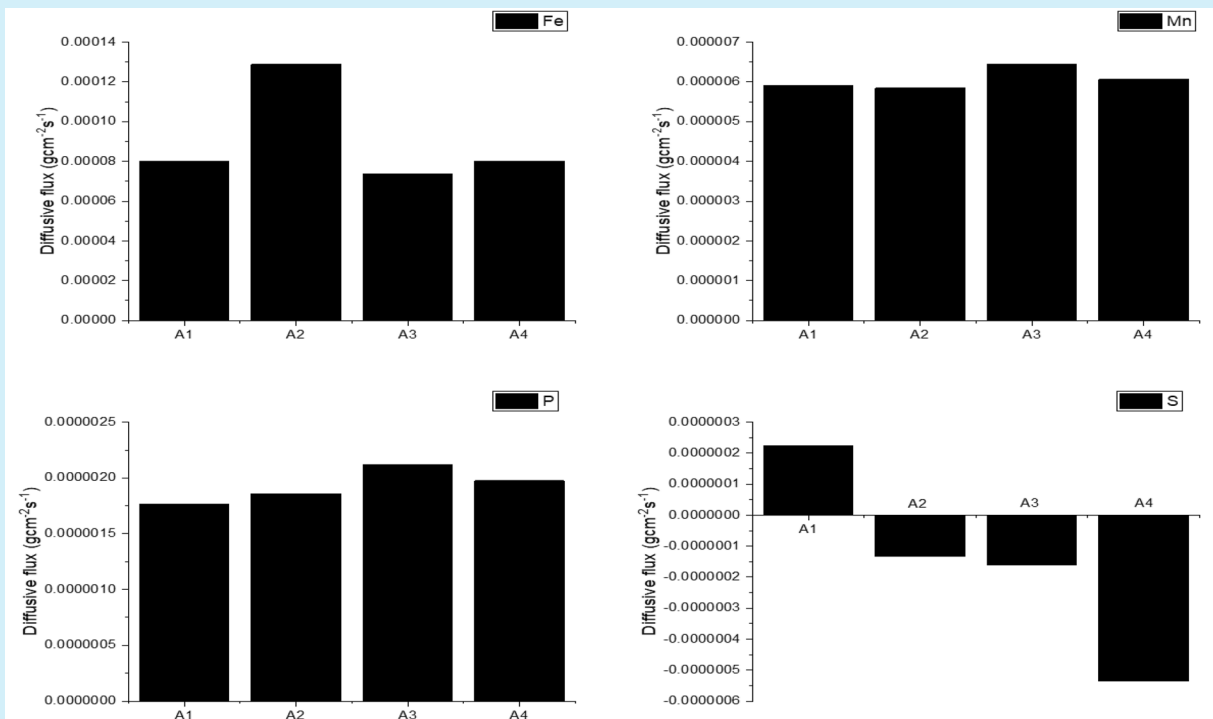 Fe
0.00014
0.00012
0.00010
0.00008
0.00006
0.00004
0.00002
0.00000
Diffusive flux (gcm⁻²s⁻¹)
A1 A2 A3 A4
Mn
0.000007
0.000006
0.000005
0.000004
0.000003
0.000002
0.000001
0.000000
Diffusive flux (gcm⁻²s⁻¹)
A1 A2 A3 A4
P
0.0000025
0.0000020
0.0000015
0.0000010
0.0000005
0.0000000
Diffusive flux (gcm⁻²s⁻¹)
A1 A2 A3 A4
S
0.0000003
0.0000002
0.0000001
0.0000000
-0.0000001
-0.0000002
-0.0000003
-0.0000004
-0.0000005
-0.0000006
Diffusive flux (gcm⁻²s⁻¹)
A2 A3 A4
A1